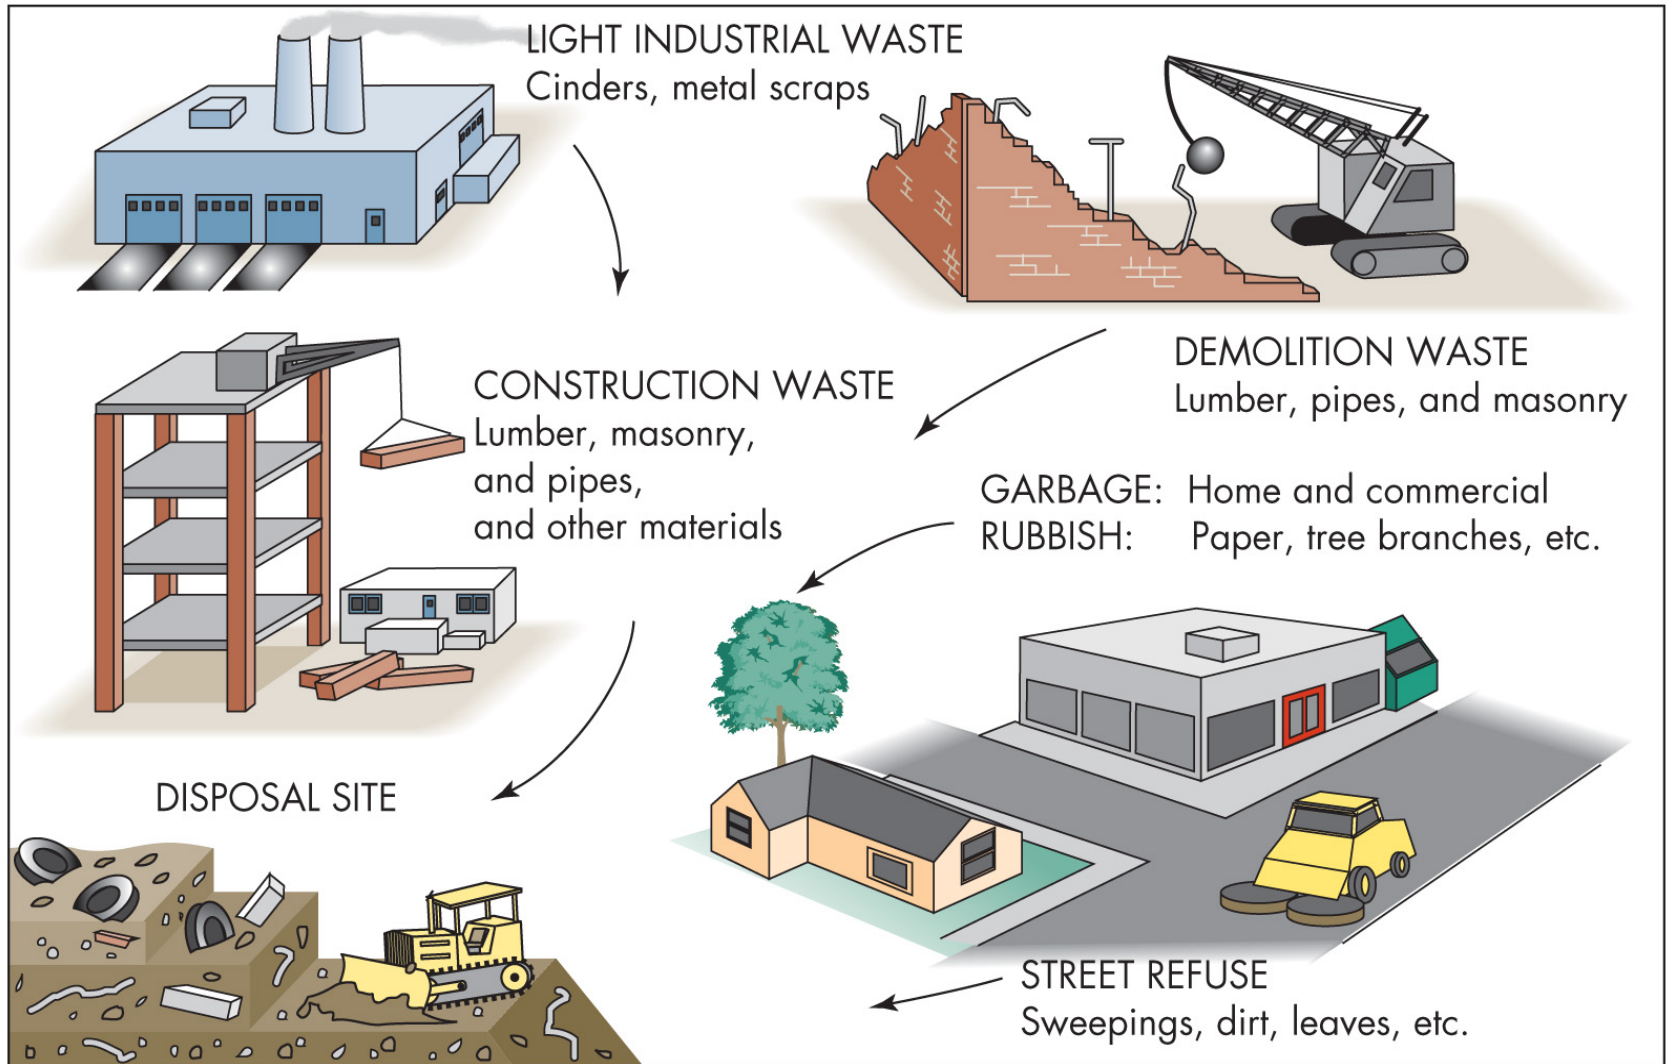 LIGHT INDUSTRIAL WASTE
Cinders, metal scraps
DEMOLITION WASTE
Lumber, pipes, and masonry
CONSTRUCTION WASTE
Lumber, masonry,
and pipes,
and other materials
GARBAGE: Home and commercial
RUBBISH: Paper, tree branches, etc.
DISPOSAL SITE
STREET REFUSE
Sweepings, dirt, leaves, etc.